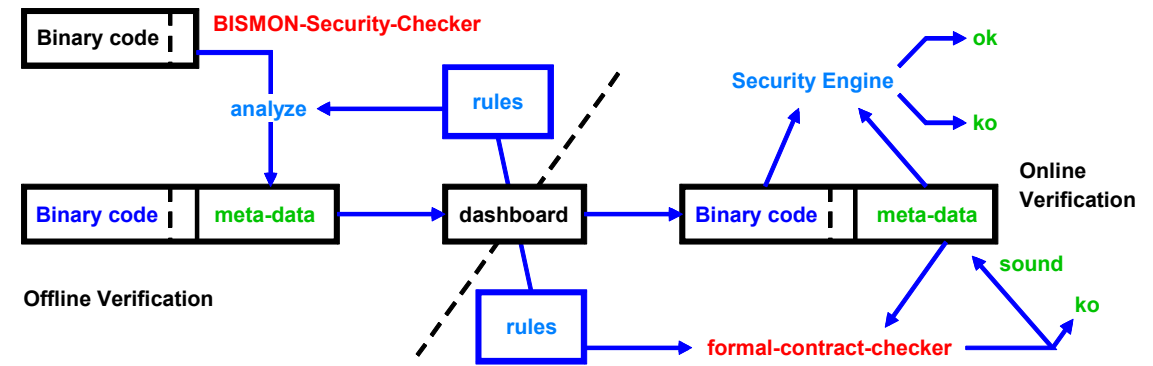 Binary code
BISMON-Security-Checker
analyze
rules
Security Engine
ok
ko
Binary code
meta-data
dashboard
Binary code
meta-data
Online
Verification
Offline Verification
rules
formal-contract-checker
sound
ko